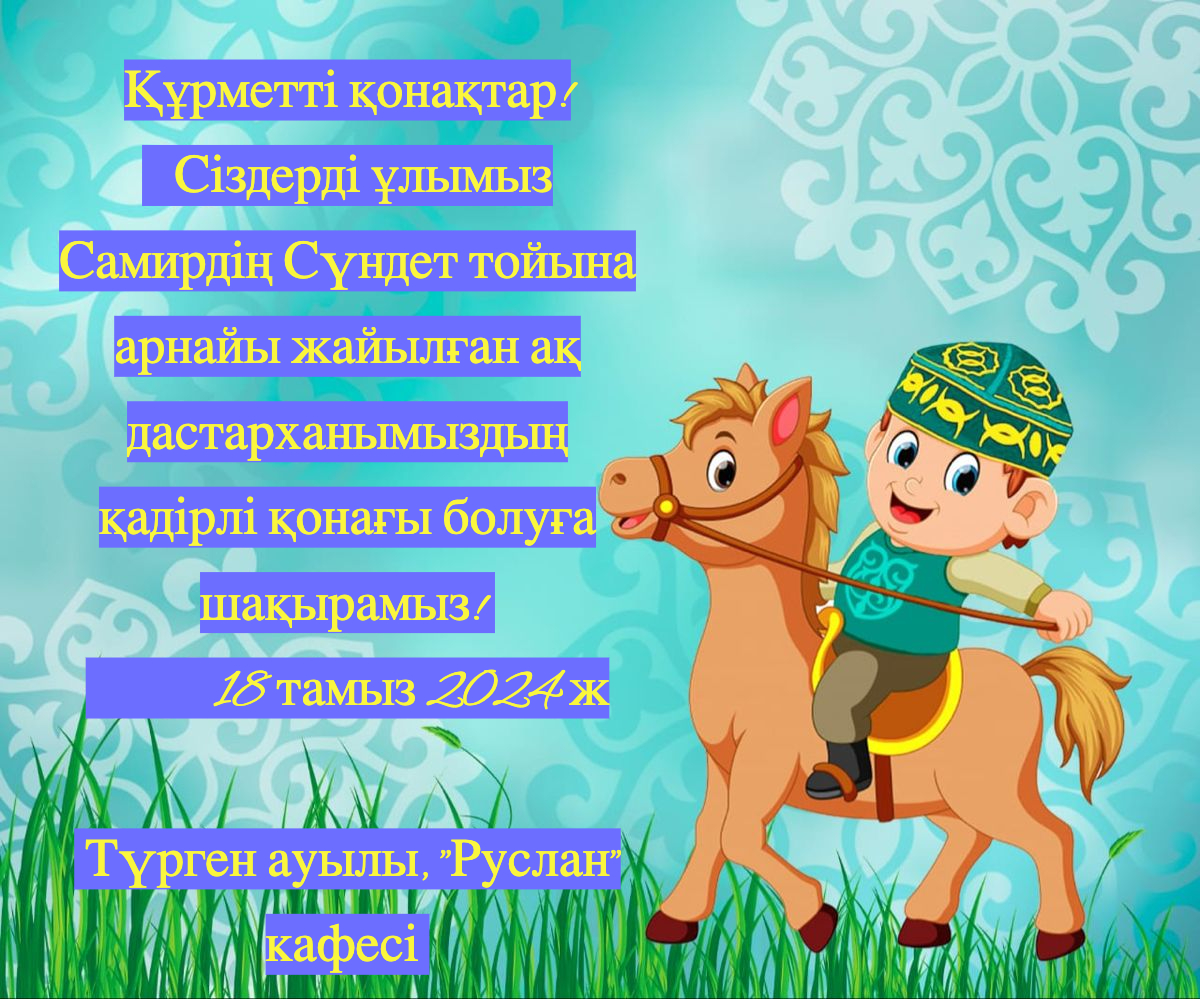 Құрметті қонақтар!
Сіздерді ұлымыз
Самирдің Сүндет тойына
арнайы жайылған ақ
дастарханымыздың
қадірлі қонағы болуға
шақырамыз!
18 тамыз 2024 ж
Түрген ауылы, "Руслан"
кафесі